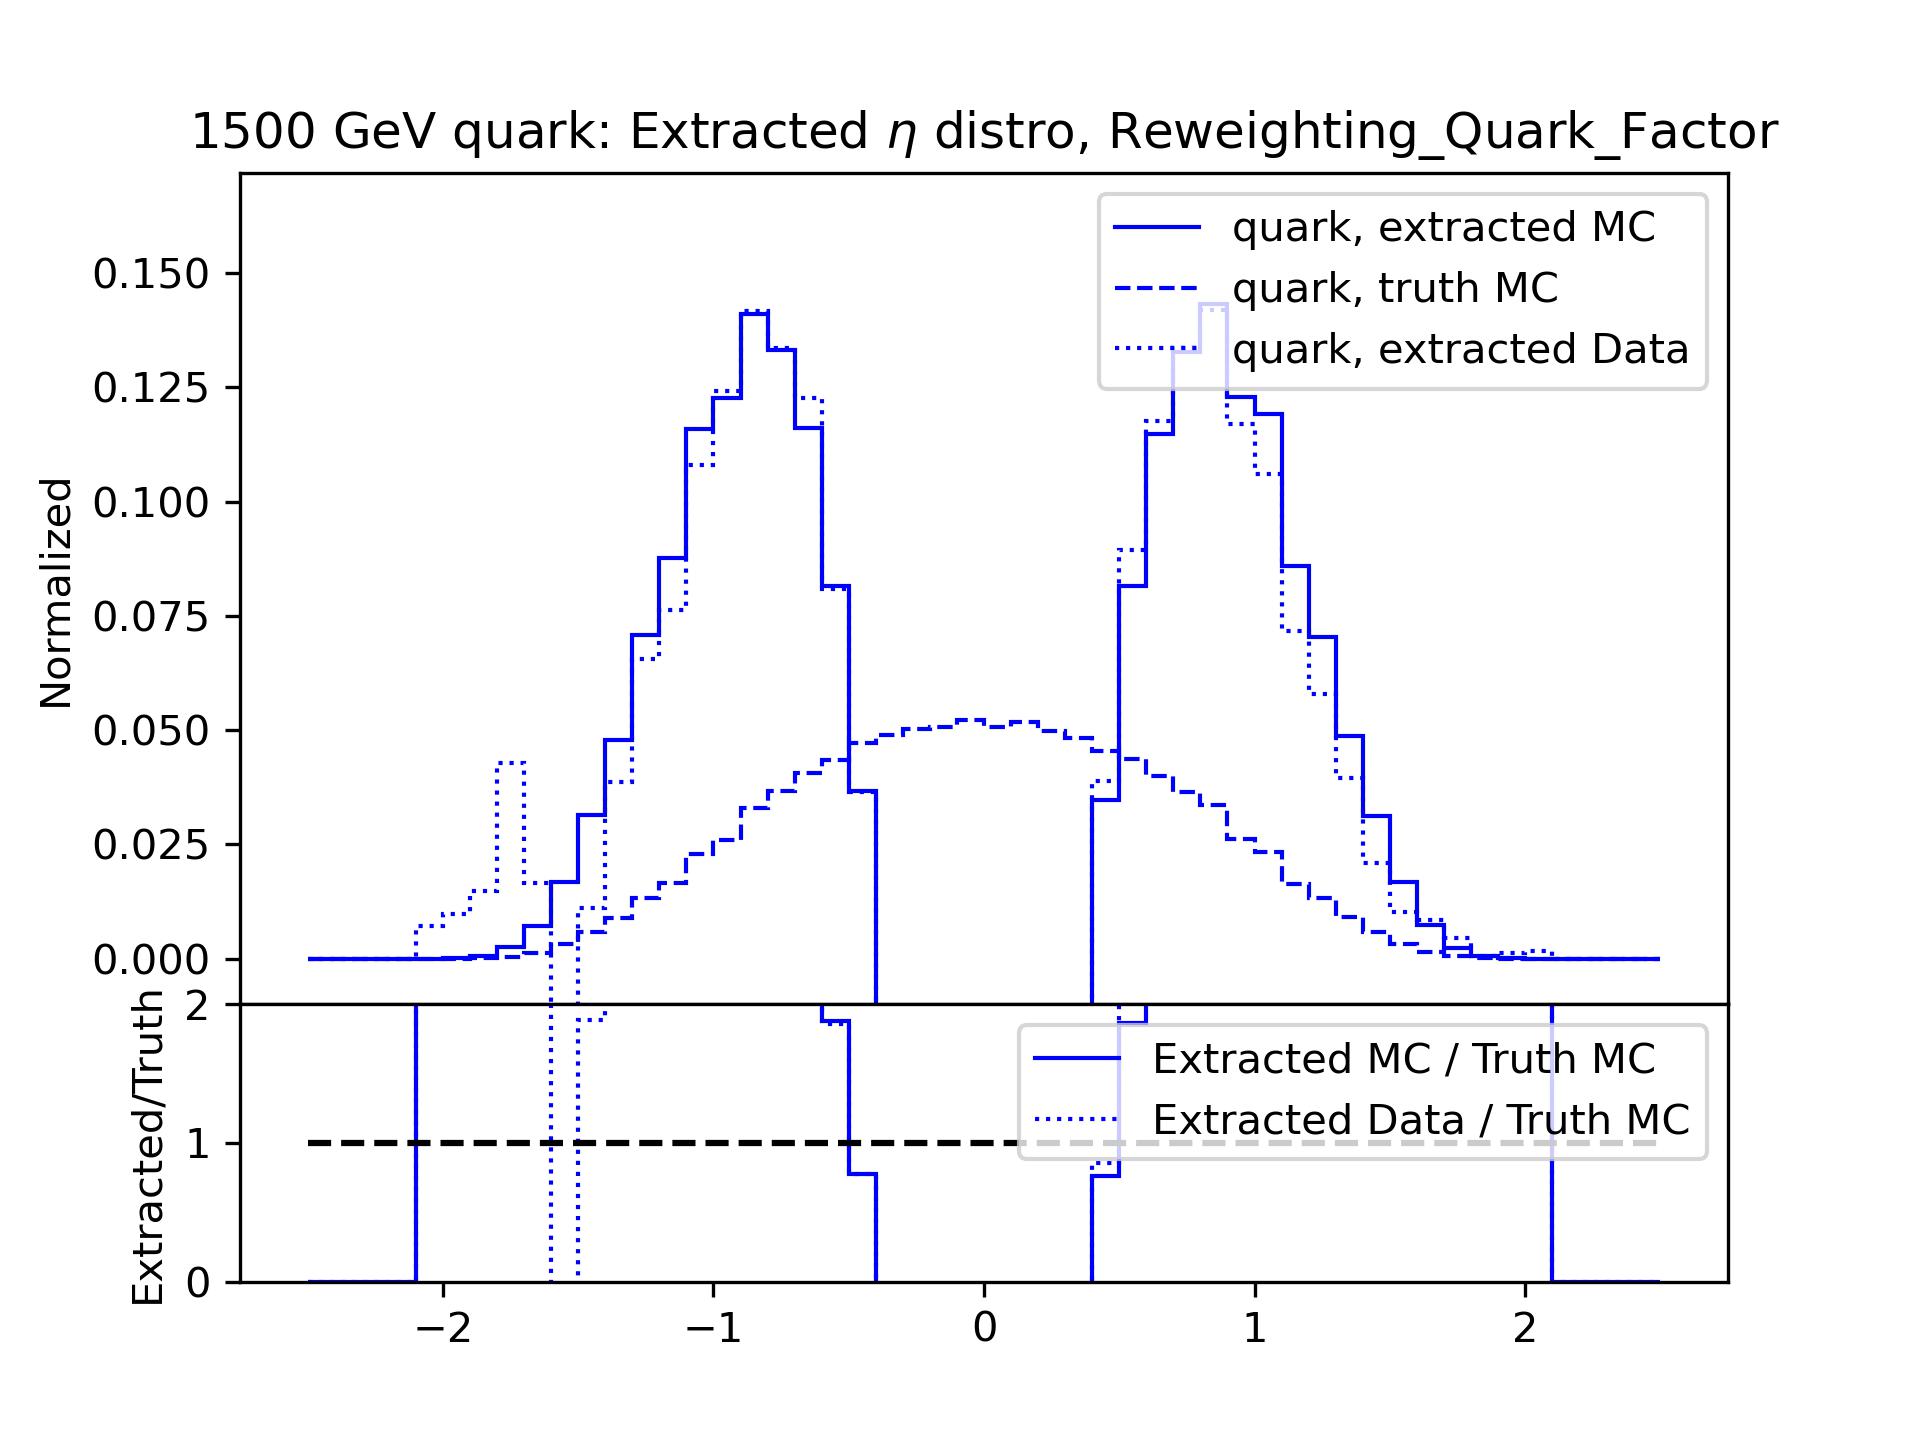 1500 GeV quark: Extracted η distro, Reweighting_Quark_Factor
quark, extracted MC
quark, truth MC
quark, extracted Data
Normalized
0.150
0.125
0.100
0.075
0.050
0.025
0.000
Extracted/Truth
2
1
0
Extracted MC / Truth MC
Extracted Data / Truth MC
−2
−1
0
1
2